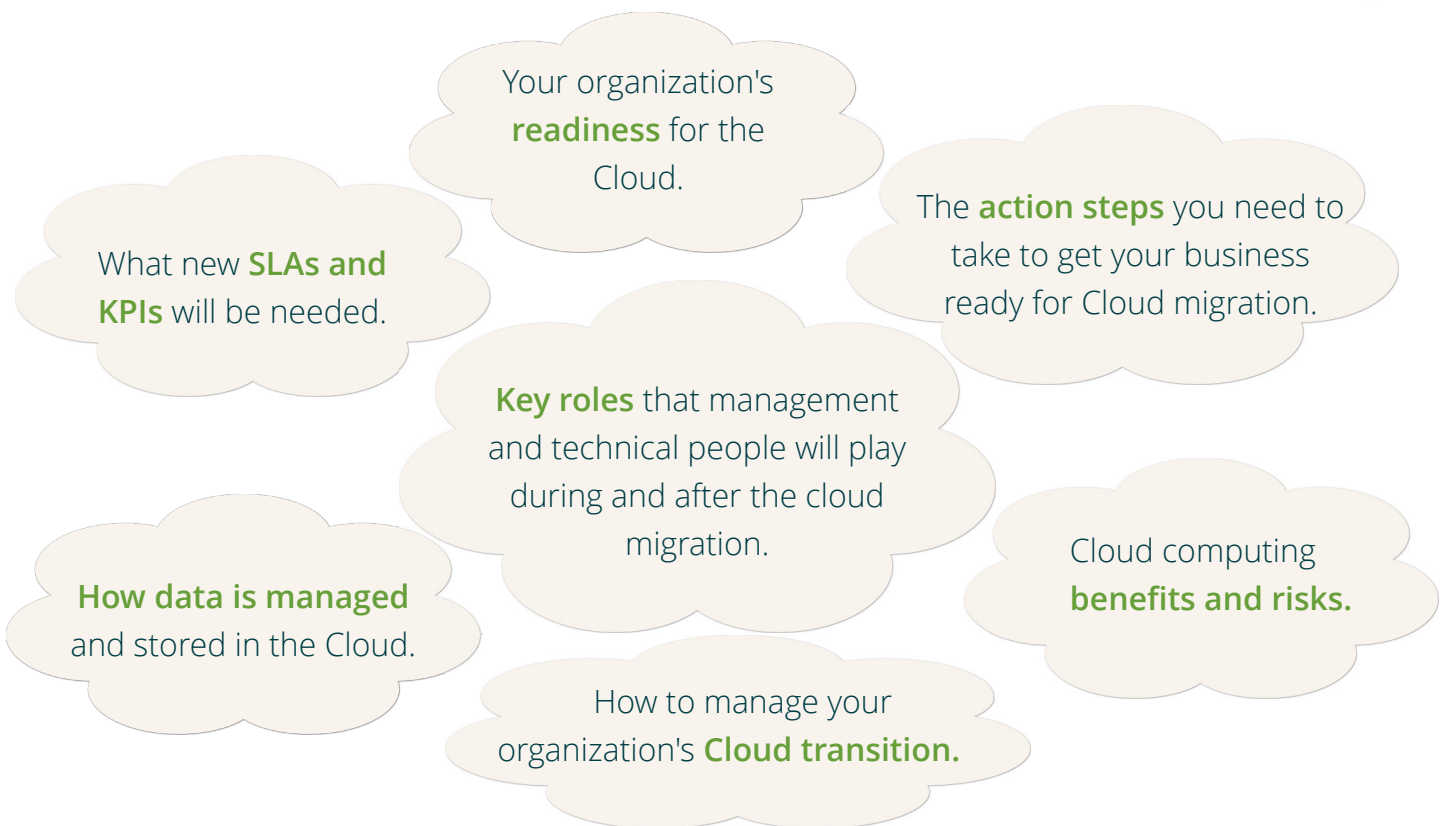 Your organization's
readiness for the
Cloud.
The action steps you need to
take to get your business
ready for Cloud migration.
What new SLAs and
KPIs will be needed.
Key roles that management
and technical people will play
during and after the cloud
migration.
Cloud computing
benefits and risks.
How data is managed
and stored in the Cloud.
How to manage your
organization's Cloud transition.